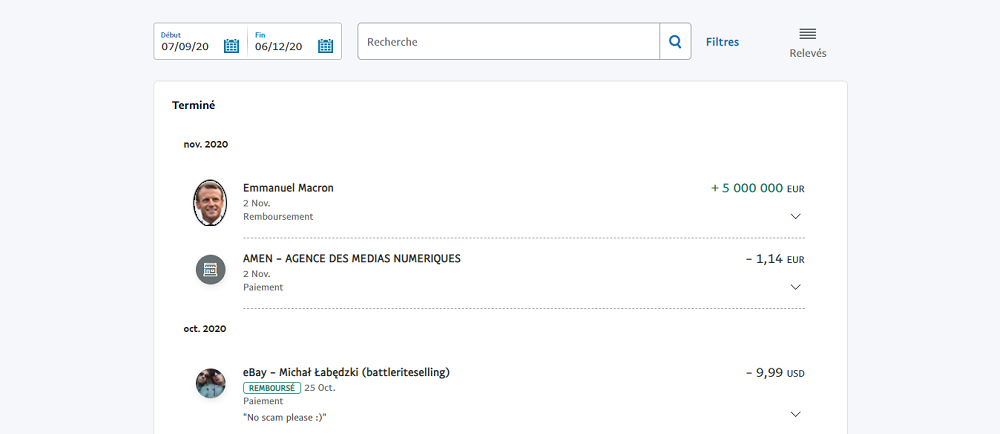 Début
07/09/20
Fin
06/12/20
Recherche
Filtres
Relevés
Terminé
nov. 2020
Emmanuel Macron
+ 5 000 000 EUR
2 Nov.
Remboursement
AMEN – AGENCE DES MEDIAS NUMERIQUES
− 1,14 EUR
2 Nov.
Paiement
oct. 2020
eBay – Michał Łabędzki (battleriteselling)
− 9,99 USD
REMBOURSÉ 25 Oct.
Paiement
"No scam please :)"